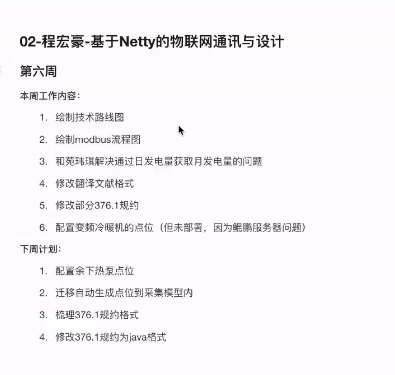 02-程宏豪-基于Netty的物联网通讯与设计
第六周
本周工作内容：
1. 绘制技术路线图
2. 绘制modbus流程图
3. 和苑玮琪解决通过日发电量获取月发电量的问题
4. 修改翻译文献格式
5. 修改部分376.1规约
6. 配置变频冷暖机的点位（但未部署，因为鲲鹏服务器问题）
下周计划：
1. 配置余下热泵点位
2. 迁移自动生成点位到采集模型内
3. 梳理376.1规约格式
4. 修改376.1规约为java格式